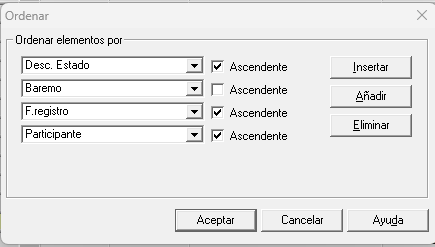 Ordenar
Ordenar elementos por
Desc. Estado Ascendente Insertar
Baremo Ascendente Añadir
F.registro Ascendente Eliminar
Participante Ascendente
Aceptar Cancelar Ayuda